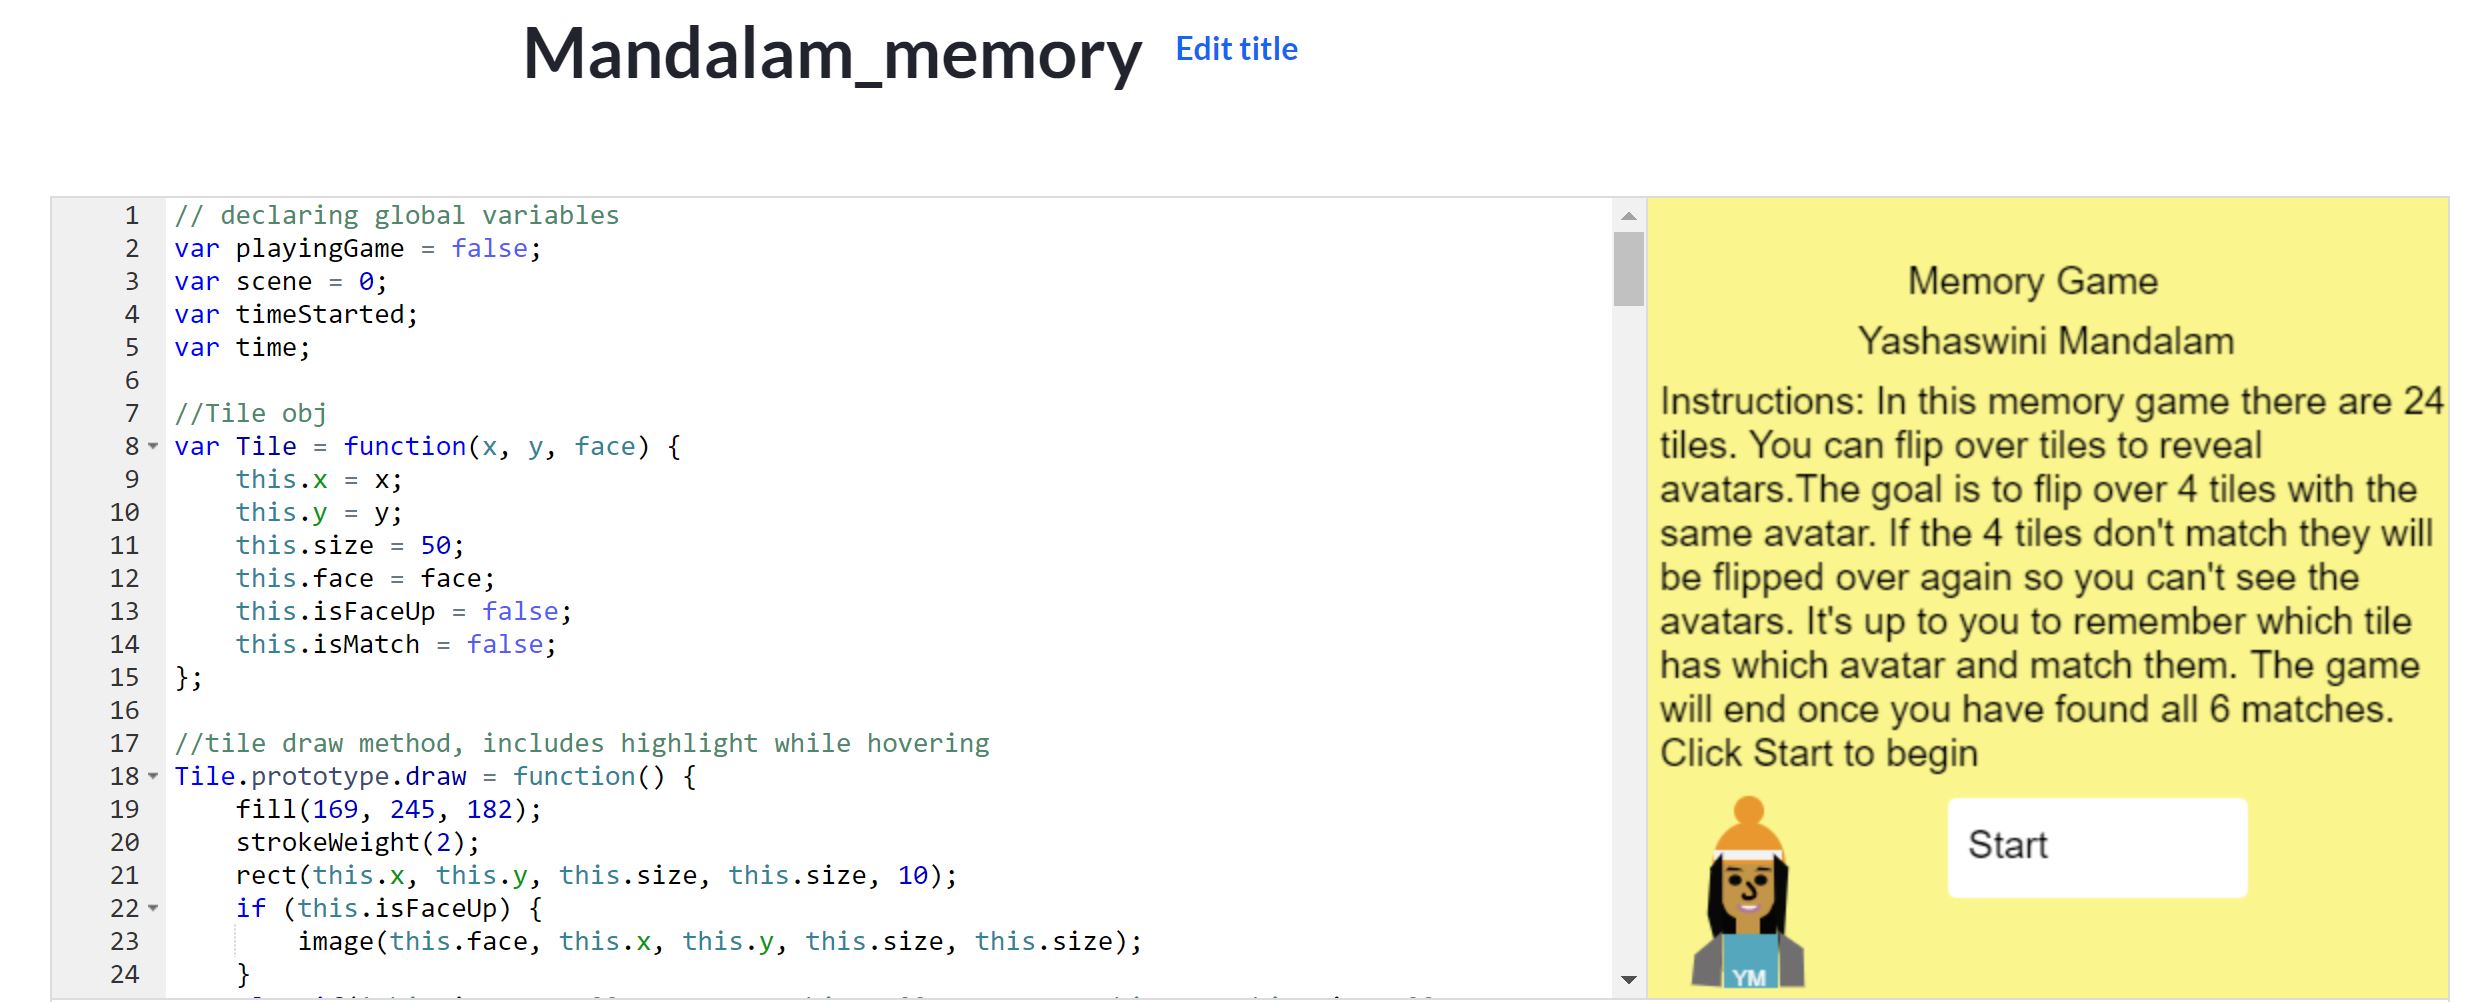 Mandalam_memory Edit title
1 // declaring global variables
2 var playingGame = false;
3 var scene = 0;
4 var timeStarted;
5 var time;
6
7 //Tile obj
8 var Tile = function(x, y, face) {
9     this.x = x;
10     this.y = y;
11     this.size = 50;
12     this.face = face;
13     this.isFaceUp = false;
14     this.isMatch = false;
15 };
16
17 //tile draw method, includes highlight while hovering
18 Tile.prototype.draw = function() {
19     fill(169, 245, 182);
20     strokeWeight(2);
21     rect(this.x, this.y, this.size, this.size, 10);
22     if (this.isFaceUp) {
23         image(this.face, this.x, this.y, this.size, this.size);
24     }
Memory Game
Yashaswini Mandalam
Instructions: In this memory game there are 24
tiles. You can flip over tiles to reveal
avatars.The goal is to flip over 4 tiles with the
same avatar. If the 4 tiles don't match they will
be flipped over again so you can't see the
avatars. It's up to you to remember which tile
has which avatar and match them. The game
will end once you have found all 6 matches.
Click Start to begin
Start
YM